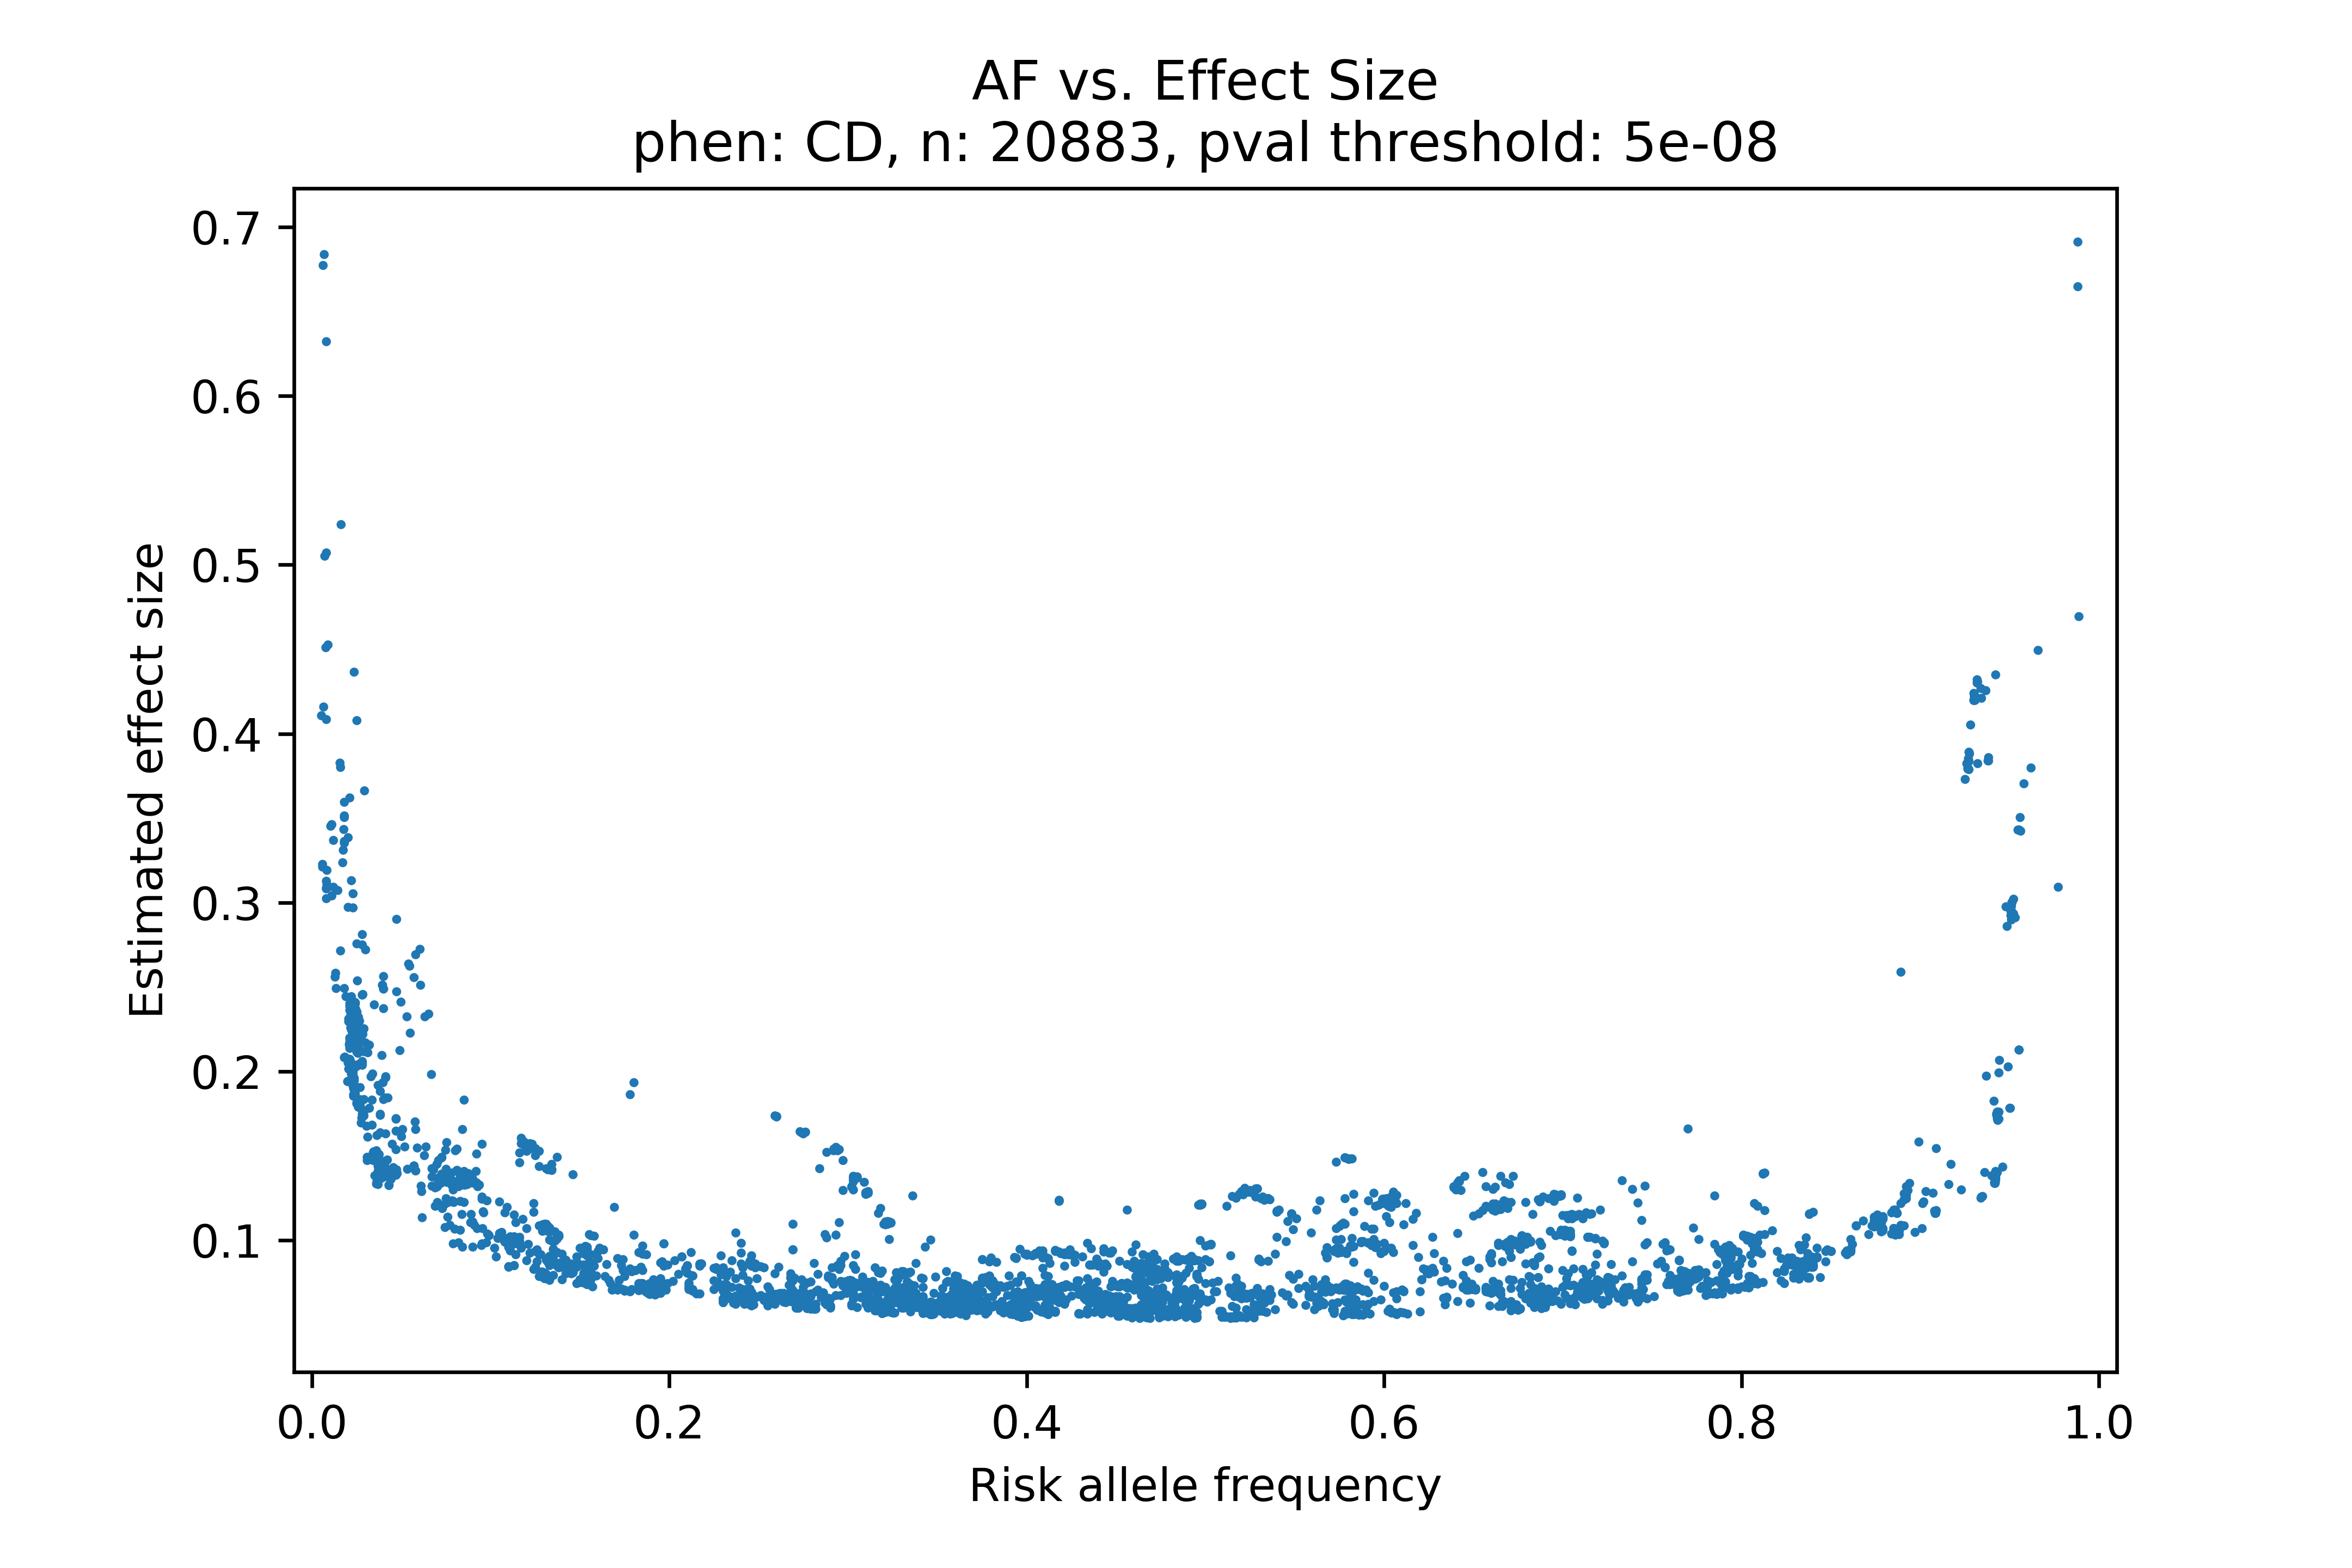 AF vs. Effect Size
phen: CD, n: 20883, pval threshold: 5e-08
0.7
0.6
0.5
0.4
0.3
0.2
0.1
Estimated effect size
0.0 0.2 0.4 0.6 0.8 1.0
Risk allele frequency